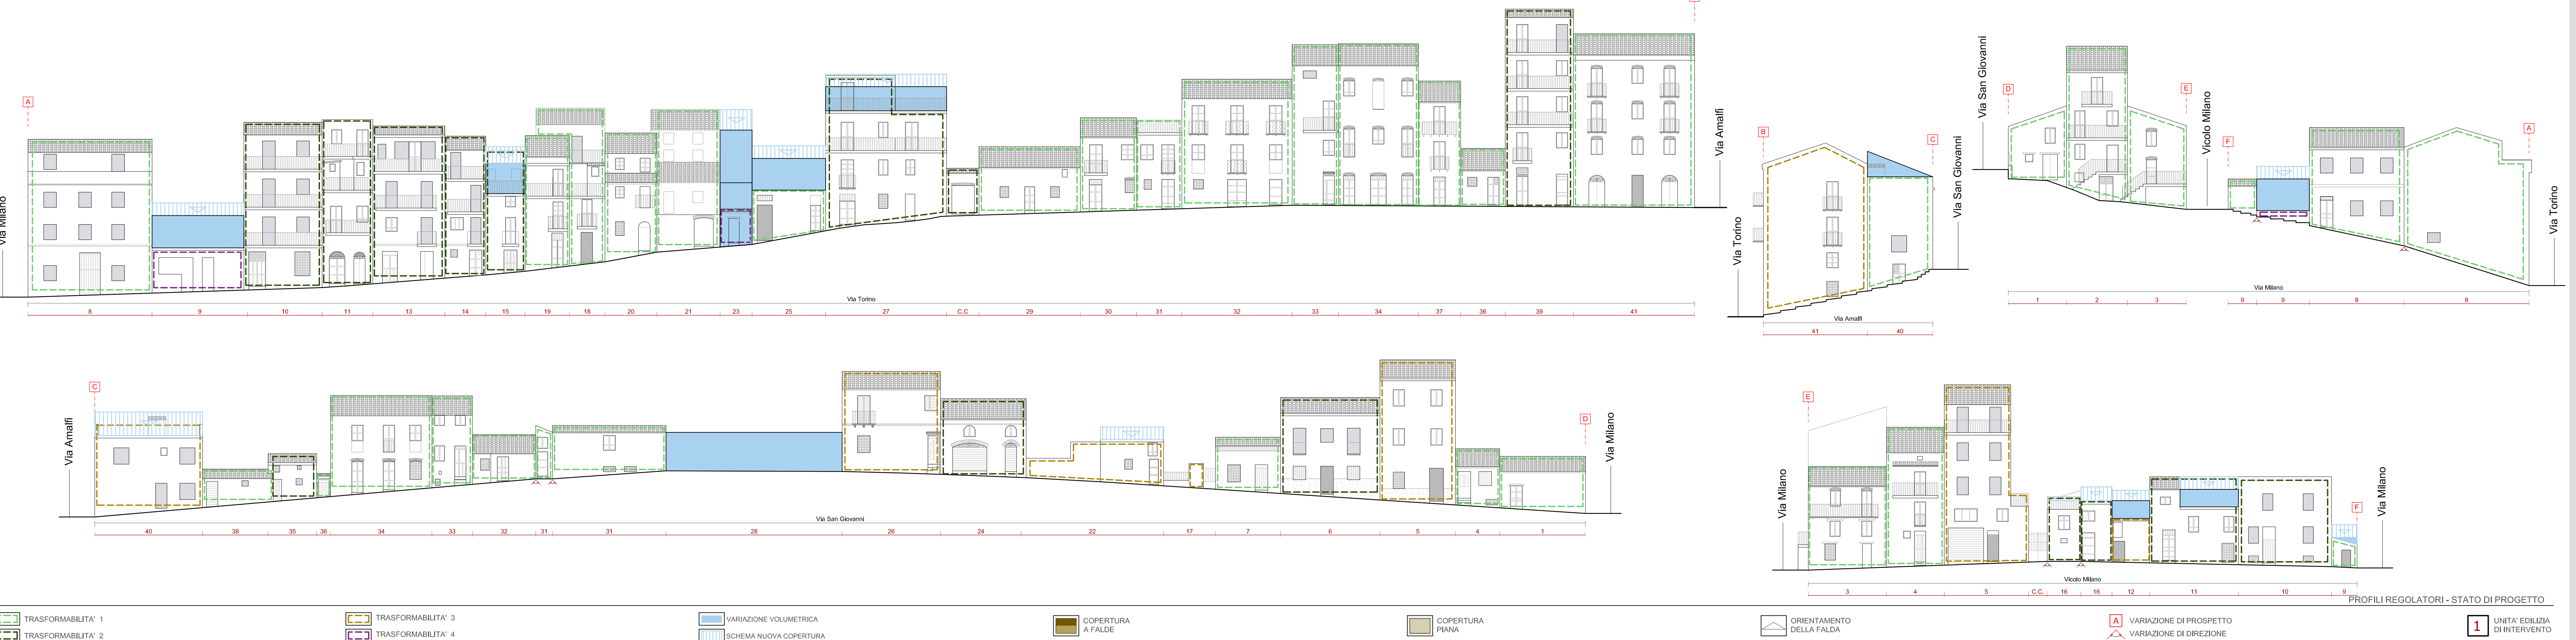 A
Via Milano
Via Amalfi
Via Torino
8 9 10 11 13 14 15 19 18 20 21 23 25 27 C.C 29 30 31 32 33 34 37 36 39 41
B
C
Via Torino
Via San Giovanni
Via Amalfi
41 40
Via San Giovanni
D
E
Vicolo Milano
F
A
Via Torino
Via Milano
1 2 3 9 9 8 8
C
Via Amalfi
D
Via Milano
Via San Giovanni
40 38 35 36 34 33 32 31 31 28 26 24 22 17 7 6 5 4 1
E
Via Milano
F
Via Milano
Vicolo Milano
3 4 5 C.C. 16 16 12 11 10 9
PROFILI REGOLATORI - STATO DI PROGETTO
TRASFORMABILITA' 1
TRASFORMABILITA' 2
TRASFORMABILITA' 3
TRASFORMABILITA' 4
VARIAZIONE VOLUMETRICA
SCHEMA NUOVA COPERTURA
COPERTURA
A FALDE
COPERTURA
PIANA
ORIENTAMENTO
DELLA FALDA
A VARIAZIONE DI PROSPETTO
VARIAZIONE DI DIREZIONE
1 UNITA' EDILIZIA
DI INTERVENTO